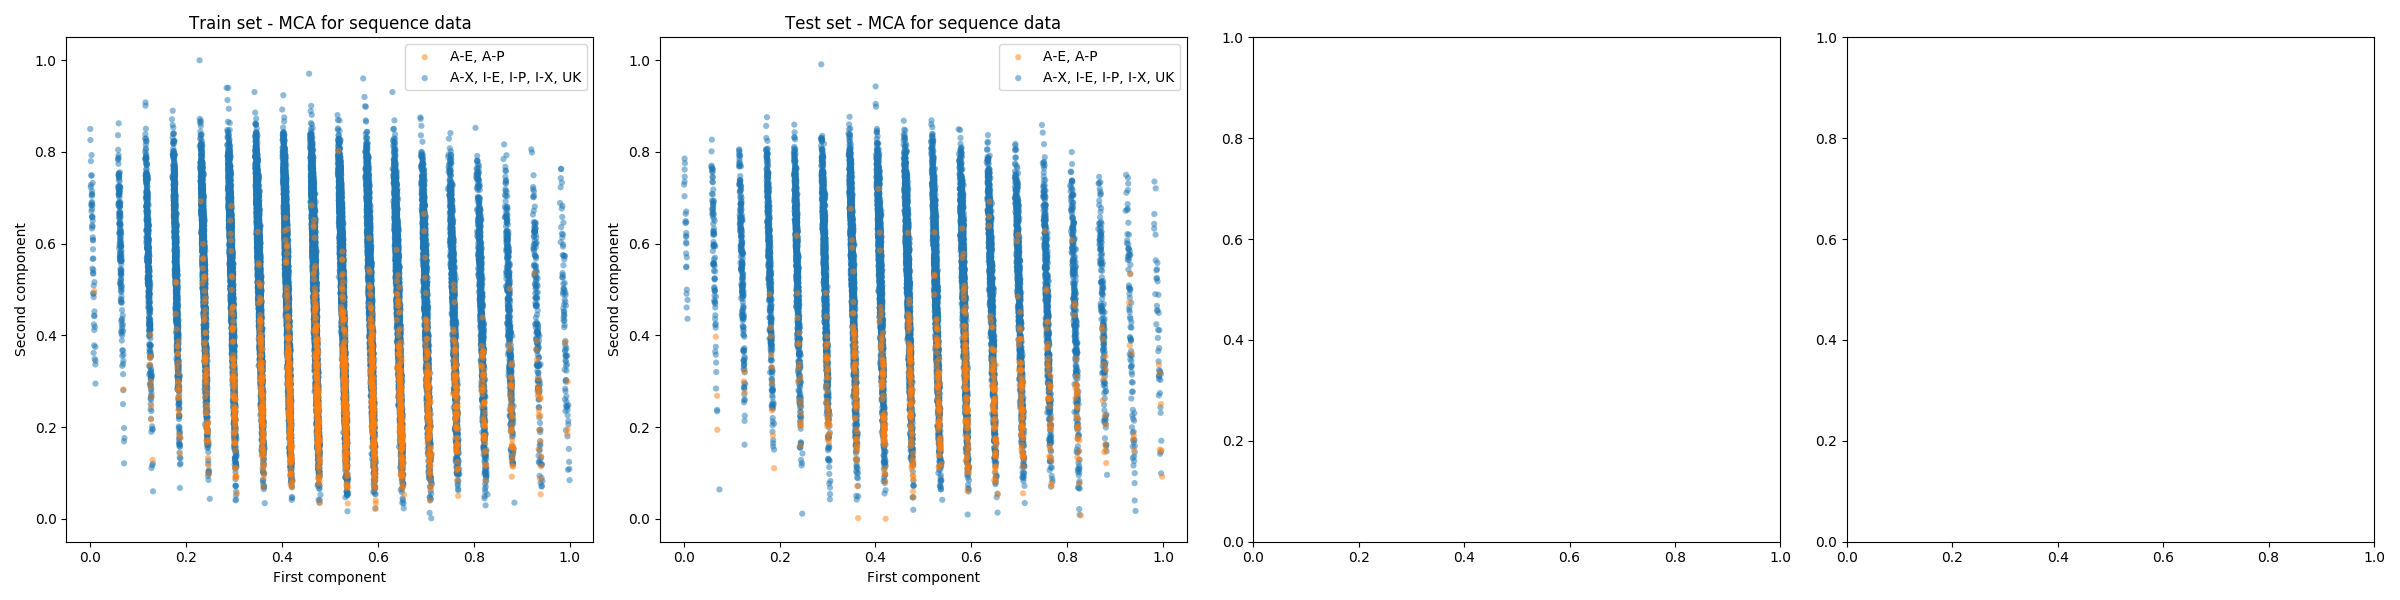 Train set - MCA for sequence data
A-E, A-P
A-X, I-E, I-P, I-X, UK
Second component
1.0
0.8
0.6
0.4
0.2
0.0
0.0 0.2 0.4 0.6 0.8 1.0
First component
Test set - MCA for sequence data
A-E, A-P
A-X, I-E, I-P, I-X, UK
Second component
1.0
0.8
0.6
0.4
0.2
0.0
0.0 0.2 0.4 0.6 0.8 1.0
First component
1.0
0.8
0.6
0.4
0.2
0.0
0.0 0.2 0.4 0.6 0.8 1.0
1.0
0.8
0.6
0.4
0.2
0.0
0.0 0.2 0.4 0.6 0.8 1.0